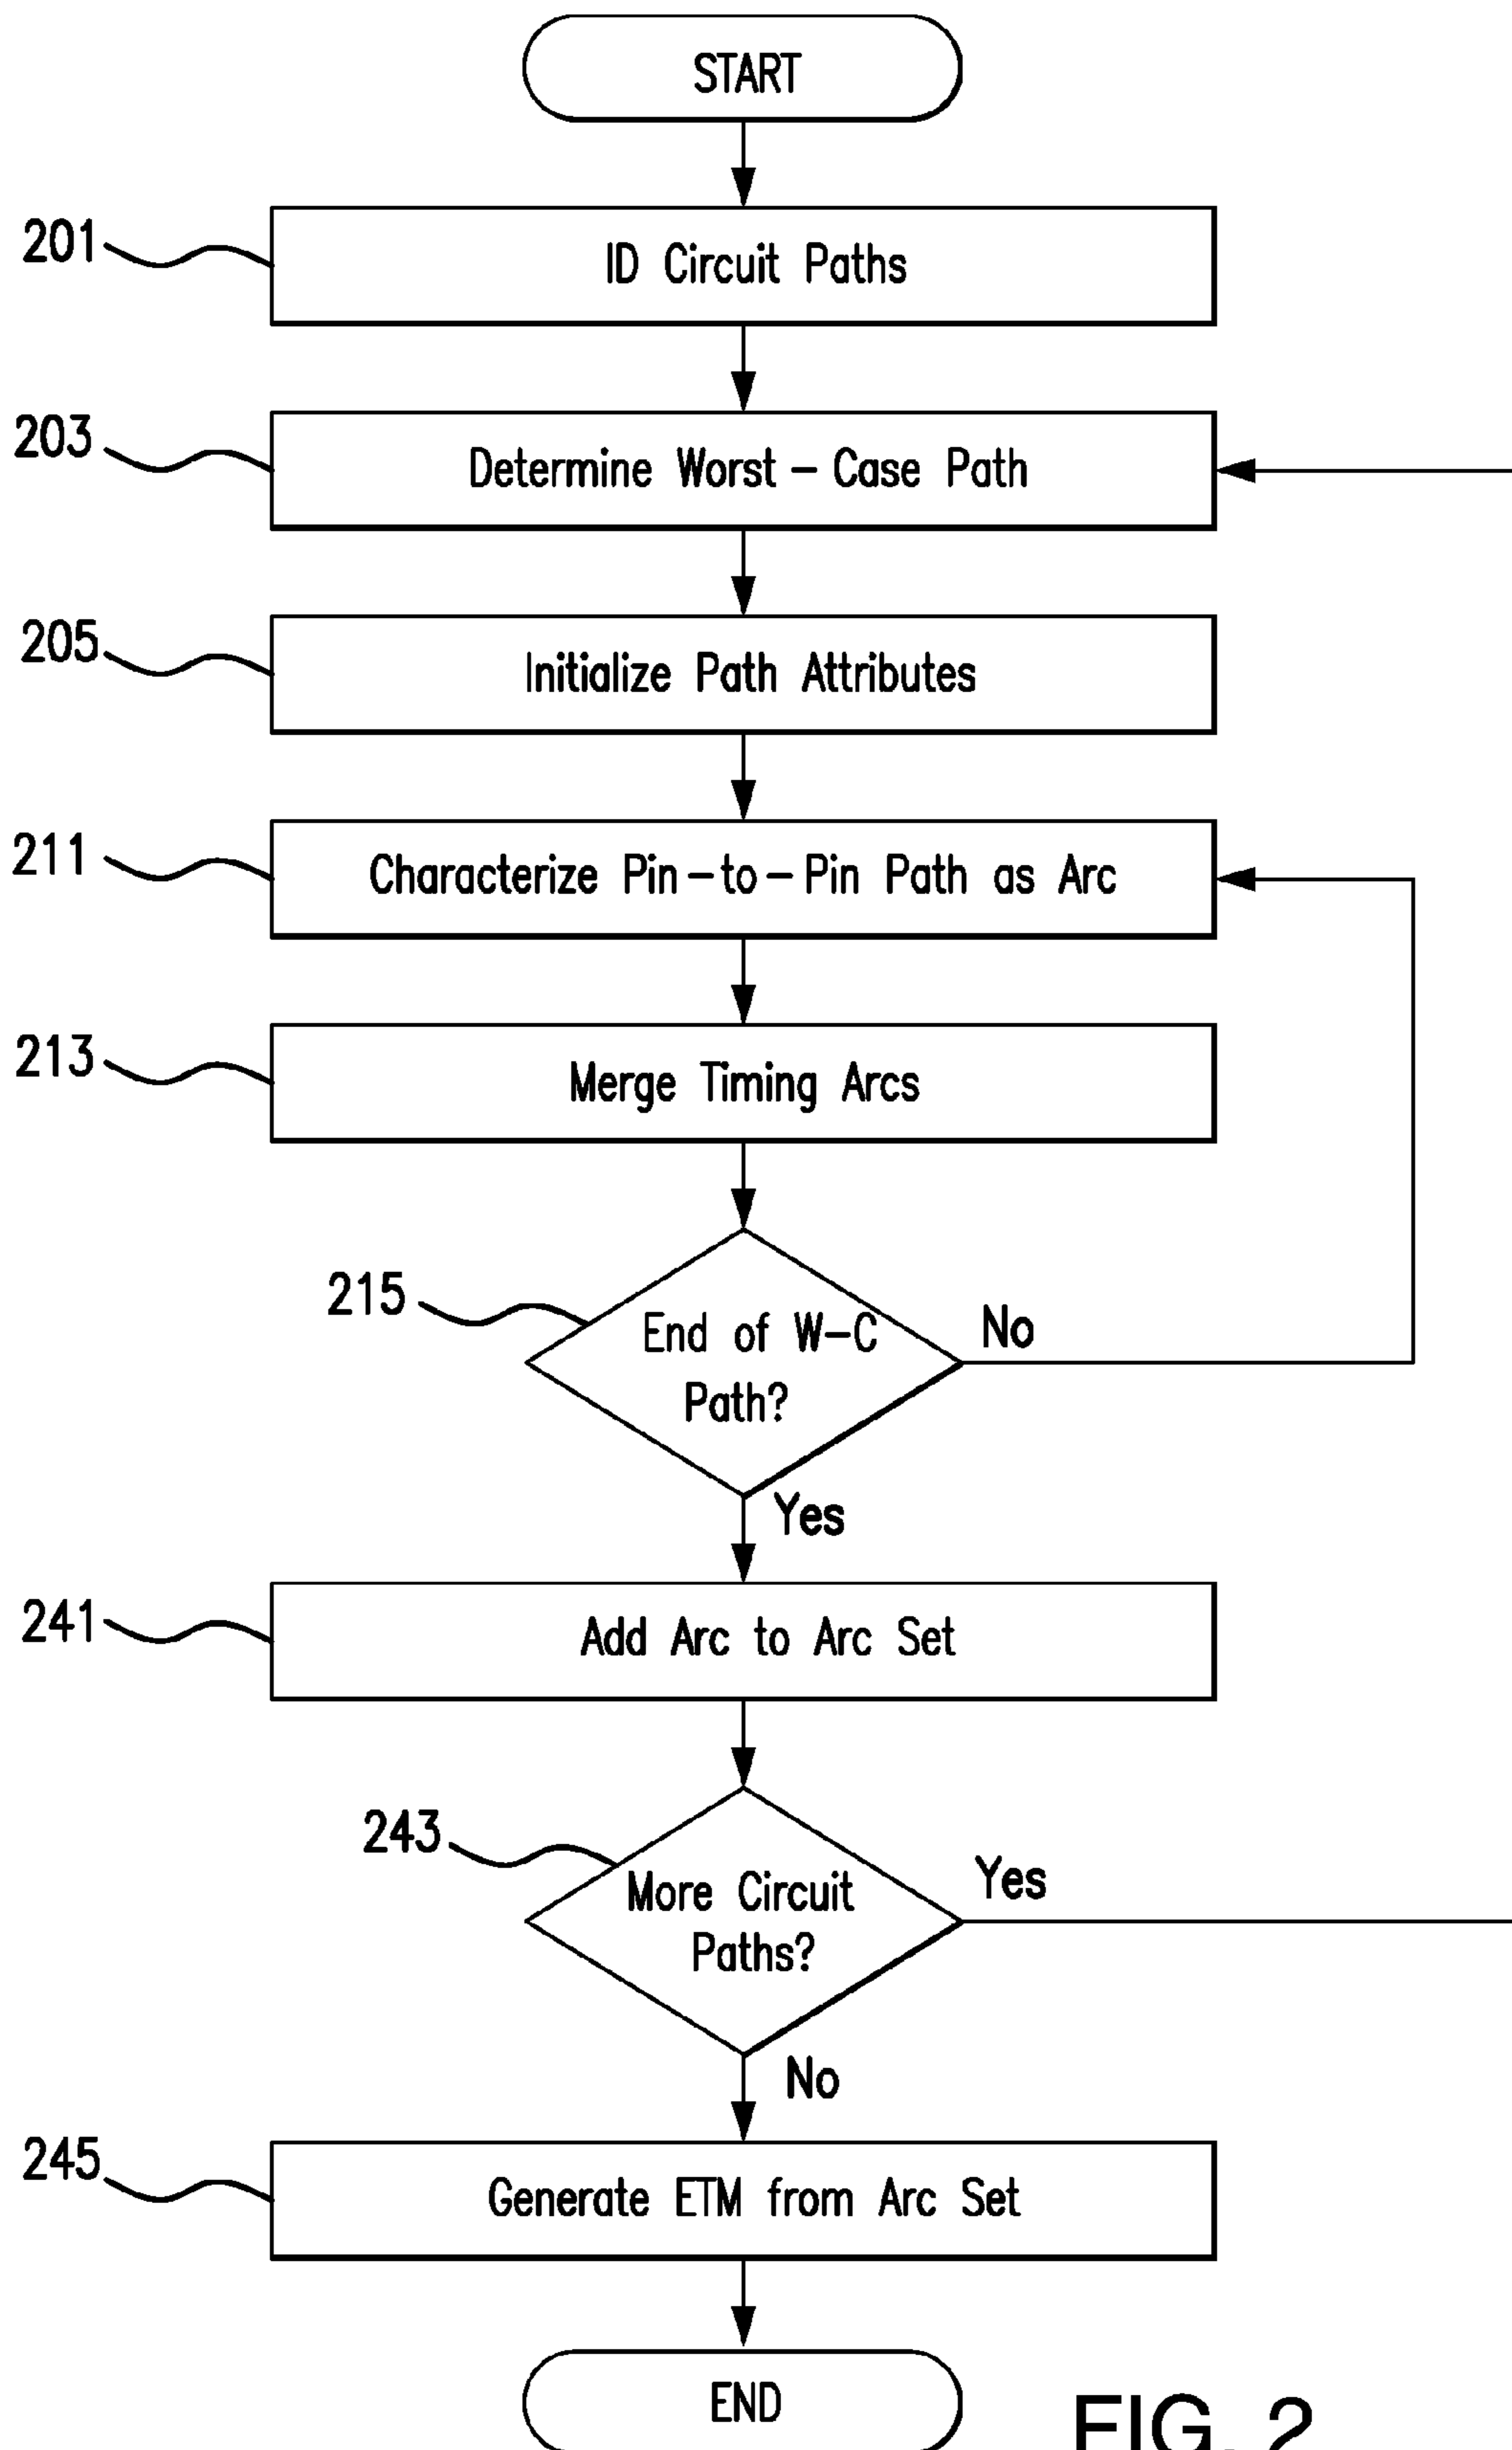 START
201
ID Circuit Paths
203
Determine Worst-Case Path
205
Initialize Path Attributes
211
Characterize Pin-to-Pin Path as Arc
213
Merge Timing Arcs
215
End of W-C
Path?
No
Yes
241
Add Arc to Arc Set
243
More Circuit
Paths?
Yes
No
245
Generate ETM from Arc Set
END
FIG. 2